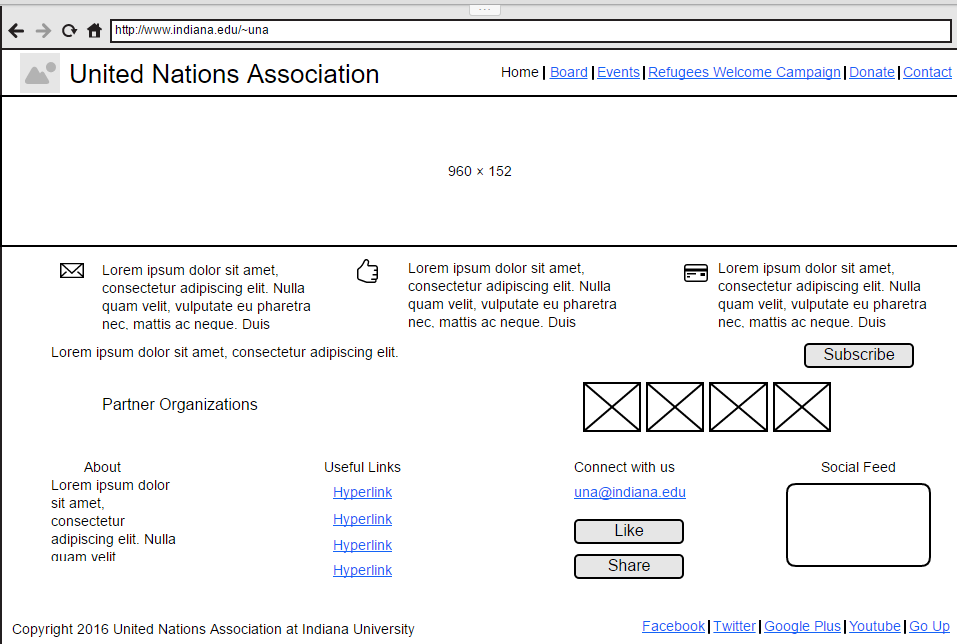 http://www.indiana.edu/~una
United Nations Association
Home | Board | Events | Refugees Welcome Campaign | Donate | Contact
960 × 152
Lorem ipsum dolor sit amet,
consectetur adipiscing elit. Nulla
quam velit, vulputate eu pharetra
nec, mattis ac neque. Duis
Lorem ipsum dolor sit amet,
consectetur adipiscing elit. Nulla
quam velit, vulputate eu pharetra
nec, mattis ac neque. Duis
Lorem ipsum dolor sit amet,
consectetur adipiscing elit. Nulla
quam velit, vulputate eu pharetra
nec, mattis ac neque. Duis
Lorem ipsum dolor sit amet, consectetur adipiscing elit.
Subscribe
Partner Organizations
About
Lorem ipsum dolor
sit amet,
consectetur
adipiscing elit. Nulla
quam velit
Useful Links
Hyperlink
Hyperlink
Hyperlink
Hyperlink
Connect with us
una@indiana.edu
Like
Share
Social Feed
Copyright 2016 United Nations Association at Indiana University
Facebook | Twitter | Google Plus | Youtube | Go Up